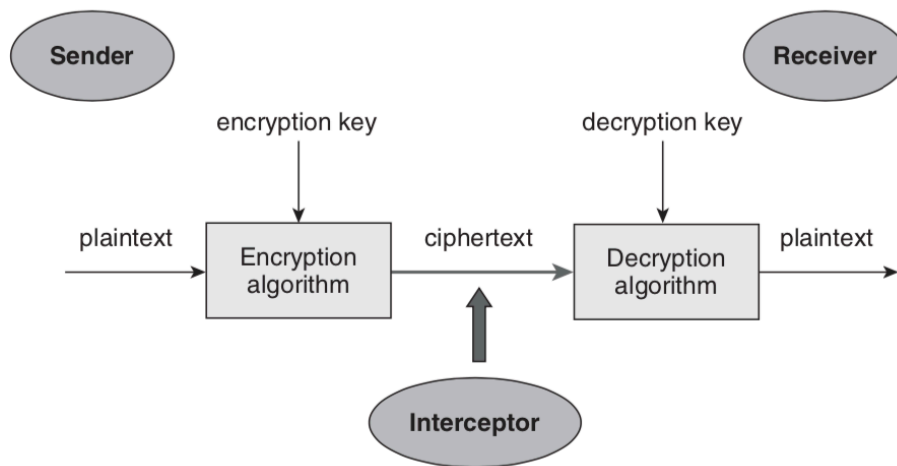 Sender
Receiver
encryption key
decryption key
plaintext
Encryption
algorithm
ciphertext
Decryption
algorithm
plaintext
Interceptor